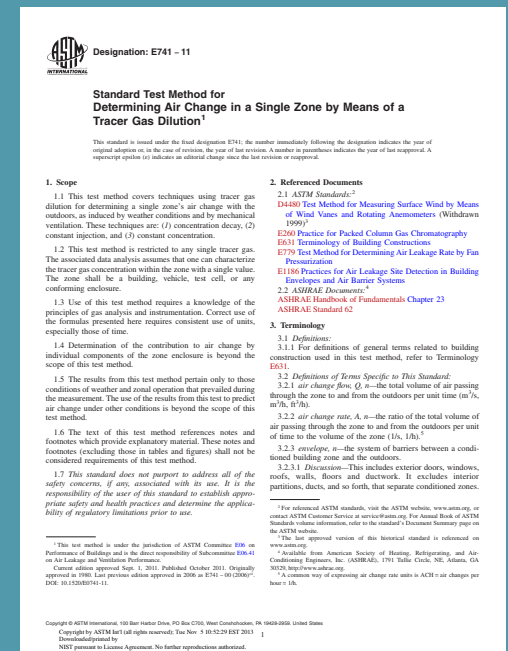 ASTM
INTERNATIONAL
Designation: E741 − 11
Standard Test Method for
Determining Air Change in a Single Zone by Means of a
Tracer Gas Dilution1
This standard is issued under the fixed designation E741; the number immediately following the designation indicates the year of
original adoption or, in the case of revision, the year of last revision. A number in parentheses indicates the year of last reapproval. A
superscript epsilon (ε) indicates an editorial change since the last revision or reapproval.
1. Scope
1.1 This test method covers techniques using tracer gas
dilution for determining a single zone's air change with the
outdoors, as induced by weather conditions and by mechanical
ventilation. These techniques are: (1) concentration decay, (2)
constant injection, and (3) constant concentration.
1.2 This test method is restricted to any single tracer gas.
The associated data analysis assumes that one can characterize
the tracer gas concentration within the zone with a single value.
The zone shall be a building, vehicle, test cell, or any
conforming enclosure.
1.3 Use of this test method requires a knowledge of the
principles of gas analysis and instrumentation. Correct use of
the formulas presented here requires consistent use of units,
especially those of time.
1.4 Determination of the contribution to air change by
individual components of the zone enclosure is beyond the
scope of this test method.
1.5 The results from this test method pertain only to those
conditions of weather and zonal operation that prevailed during
the measurement. The use of the results from this test to predict
air change under other conditions is beyond the scope of this
test method.
1.6 The text of this test method references notes and
footnotes which provide explanatory material. These notes and
footnotes (excluding those in tables and figures) shall not be
considered requirements of this test method.
1.7 This standard does not purport to address all of the
safety concerns, if any, associated with its use. It is the
responsibility of the user of this standard to establish appro-
priate safety and health practices and determine the applica-
bility of regulatory limitations prior to use.
1 This test method is under the jurisdiction of ASTM Committee E06 on
Performance of Buildings and is the direct responsibility of Subcommittee E06.41
on Air Leakage and Ventilation Performance.
Current edition approved Sept. 1, 2011. Published October 2011. Originally
approved in 1980. Last previous edition approved in 2006 as E741 – 00 (2006)ε1.
DOI: 10.1520/E0741-11.
2. Referenced Documents
2.1 ASTM Standards:2
D4480 Test Method for Measuring Surface Wind by Means
of Wind Vanes and Rotating Anemometers (Withdrawn
1999)3
E260 Practice for Packed Column Gas Chromatography
E631 Terminology of Building Constructions
E779 Test Method for Determining Air Leakage Rate by Fan
Pressurization
E1186 Practices for Air Leakage Site Detection in Building
Envelopes and Air Barrier Systems
2.2 ASHRAE Documents:4
ASHRAE Handbook of Fundamentals Chapter 23
ASHRAE Standard 62
3. Terminology
3.1 Definitions:
3.1.1 For definitions of general terms related to building
construction used in this test method, refer to Terminology
E631.
3.2 Definitions of Terms Specific to This Standard:
3.2.1 air change flow, Q, n—the total volume of air passing
through the zone to and from the outdoors per unit time (m3/s,
m3/h, ft3/h).
3.2.2 air change rate, A, n—the ratio of the total volume of
air passing through the zone to and from the outdoors per unit
of time to the volume of the zone (1/s, 1/h).5
3.2.3 envelope, n—the system of barriers between a condi-
tioned building zone and the outdoors.
3.2.3.1 Discussion—This includes exterior doors, windows,
roofs, walls, floors and ductwork. It excludes interior
partitions, ducts, and so forth, that separate conditioned zones.
2 For referenced ASTM standards, visit the ASTM website, www.astm.org, or
contact ASTM Customer Service at service@astm.org. For Annual Book of ASTM
Standards volume information, refer to the standard's Document Summary page on
the ASTM website.
3 The last approved version of this historical standard is referenced on
www.astm.org.
4 Available from American Society of Heating, Refrigerating, and Air-
Conditioning Engineers, Inc. (ASHRAE), 1791 Tullie Circle, NE, Atlanta, GA
30329, http://www.ashrae.org.
5 A common way of expressing air change rate units is ACH = air changes per
hour = 1/h.
Copyright © ASTM International, 100 Barr Harbor Drive, PO Box C700, West Conshohocken, PA 19428-2959. United States
Copyright by ASTM Int'l (all rights reserved); Tue Nov 5 10:52:29 EST 2013
1
Downloaded/printed by
NIST pursuant to License Agreement. No further reproductions authorized.